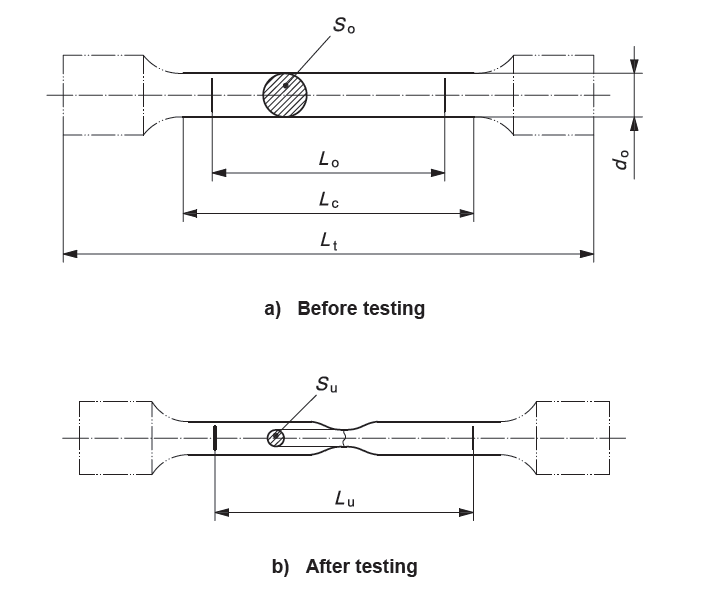 So
Lo
do
Lc
Lt
a) Before testing
Su
Lu
b) After testing